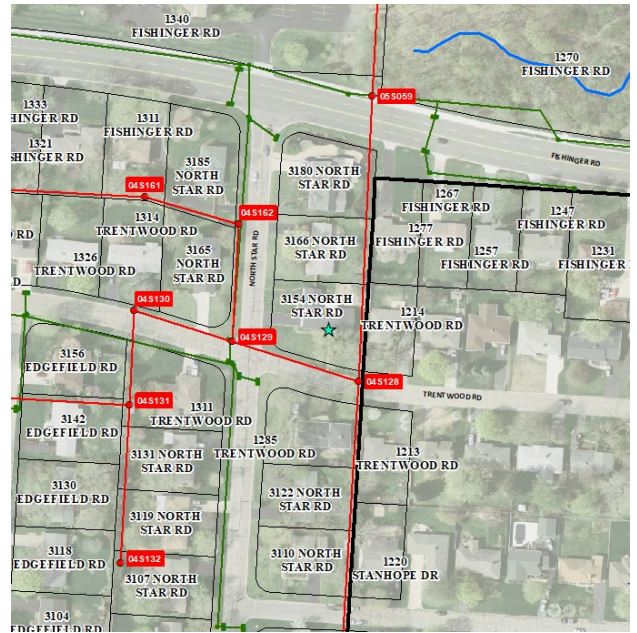 1340
FISHINGER RD
1270
FISHINGER RD
05S059
1333
HINGER RD
1311
FISHINGER RD
1321
SHINGER RD
FISHINGER RD
3185
NORTH
STAR RD
3180 NORTH
STAR RD
04S161
1267
FISHINGER RD
1247
FISHINGER RD
04S162
1314
TRENTWOOD RD
1277
FISHINGER RD
1257
FISHINGER RD
1231
FISHINGER
D RD
NORTH STAR RD
3166 NORTH
STAR RD
1326
TRENTWOOD RD
3165
NORTH
STAR RD
D
3154 NORTH
STAR RD
04S130
1214
TRENTWOOD RD
04S129
3156
EDGEFIELD RD
04S128
TRENTWOOD RD
04S131
1311
TRENTWOOD RD
3142
EDGEFIELD RD
1285
TRENTWOOD RD
1213
TRENTWOOD RD
3131 NORTH
STAR RD
3130
EDGEFIELD RD
3122 NORTH
STAR RD
3119 NORTH
STAR RD
3118
EDGEFIELD RD
04S132
3110 NORTH
STAR RD
1220
STANHOPE DR
3107 NORTH
STAR RD
3104
EDGEFIELD RD